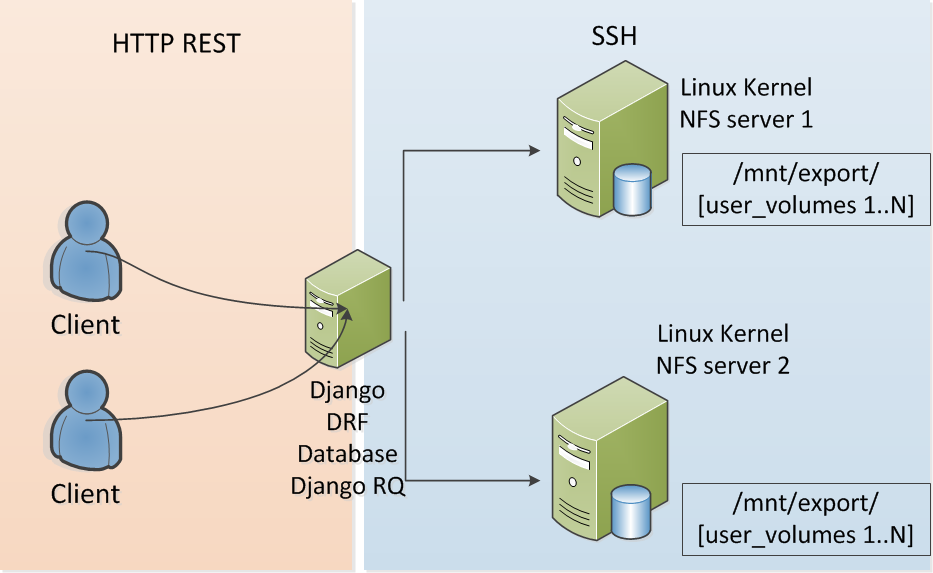 HTTP REST
SSH
Linux Kernel
NFS server 1
/mnt/export/
[user_volumes 1..N]
Client
Client
Django
DRF
Database
Django RQ
Linux Kernel
NFS server 2
/mnt/export/
[user_volumes 1..N]